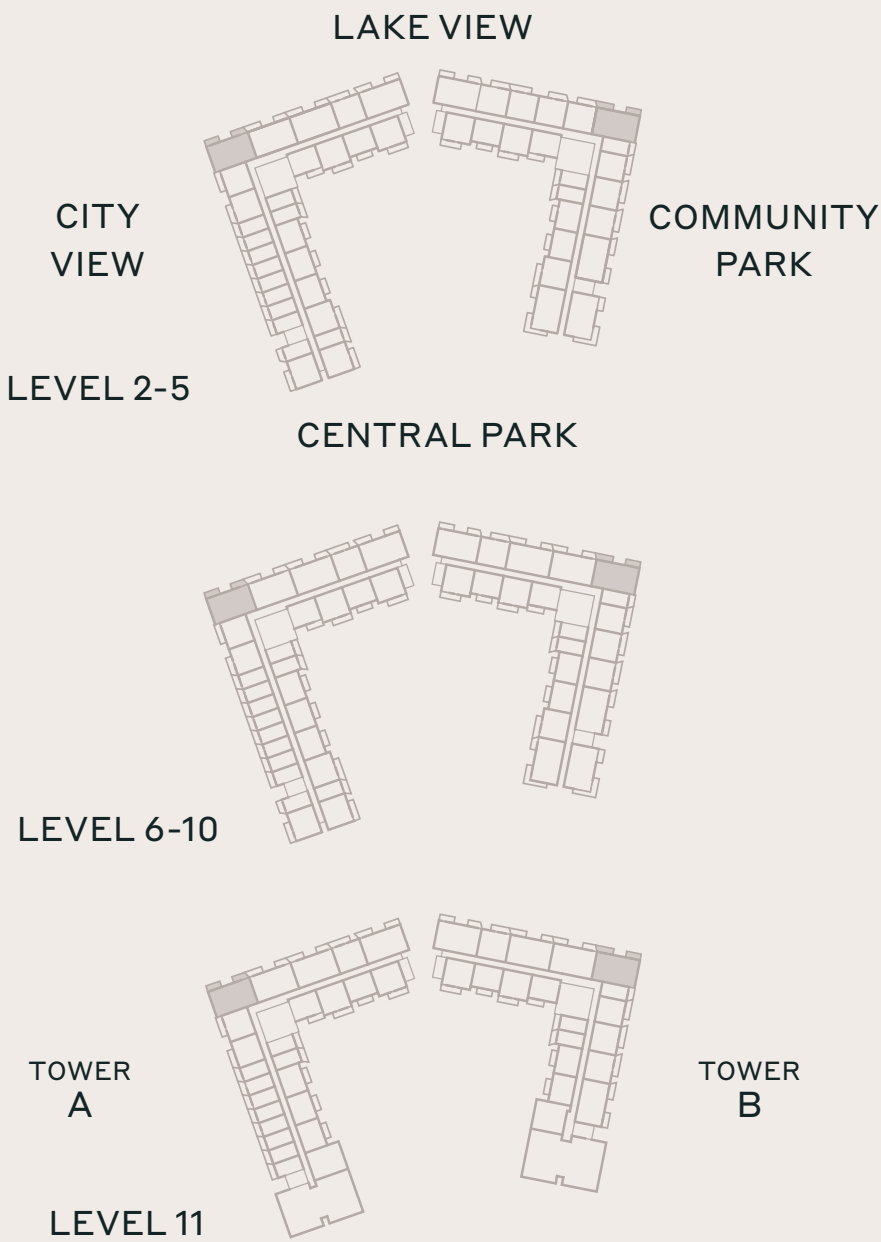 LAKE VIEW
CITY
VIEW
COMMUNITY
PARK
LEVEL 2-5
CENTRAL PARK
LEVEL 6-10
TOWER
A
TOWER
B
LEVEL 11